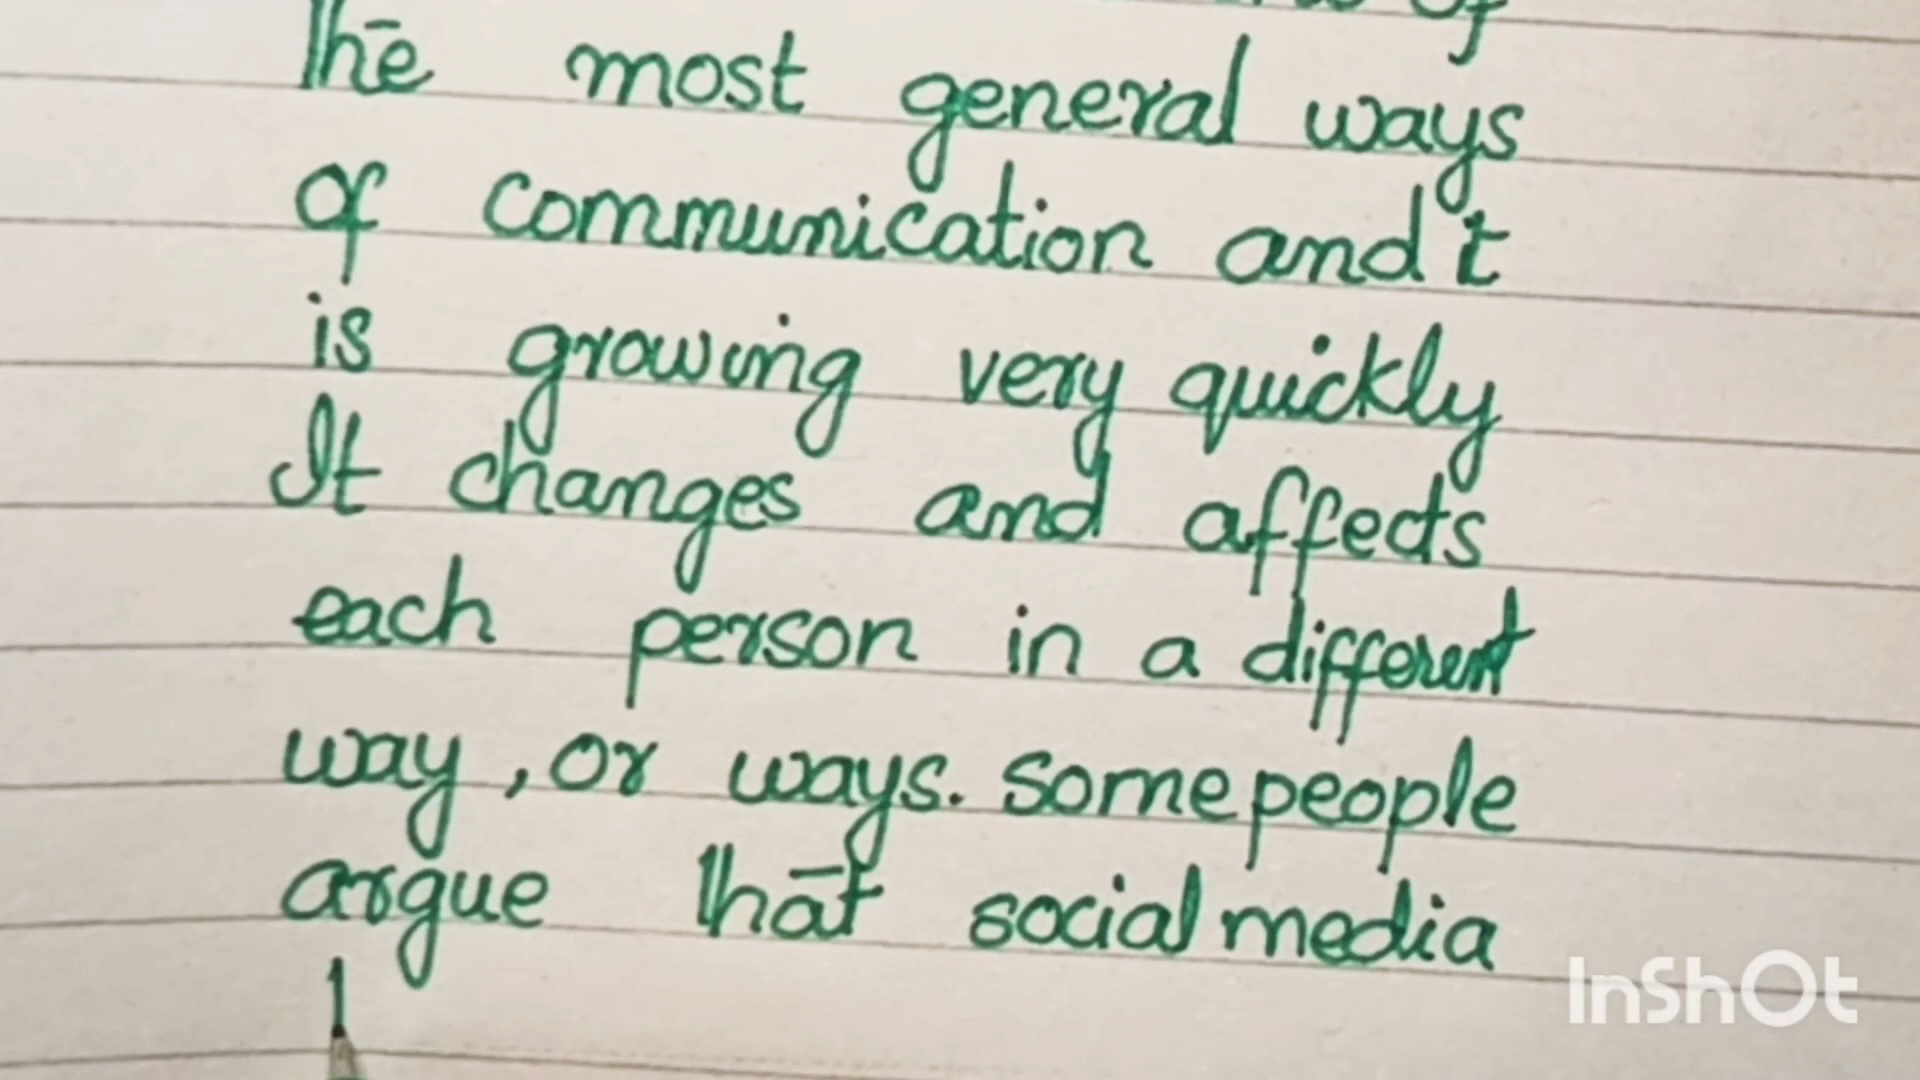 of
The most general ways
of communication and t
is growing very quickly
It changes and affects
each person in a different
way, or ways. Some people
argue that social media
InShOt